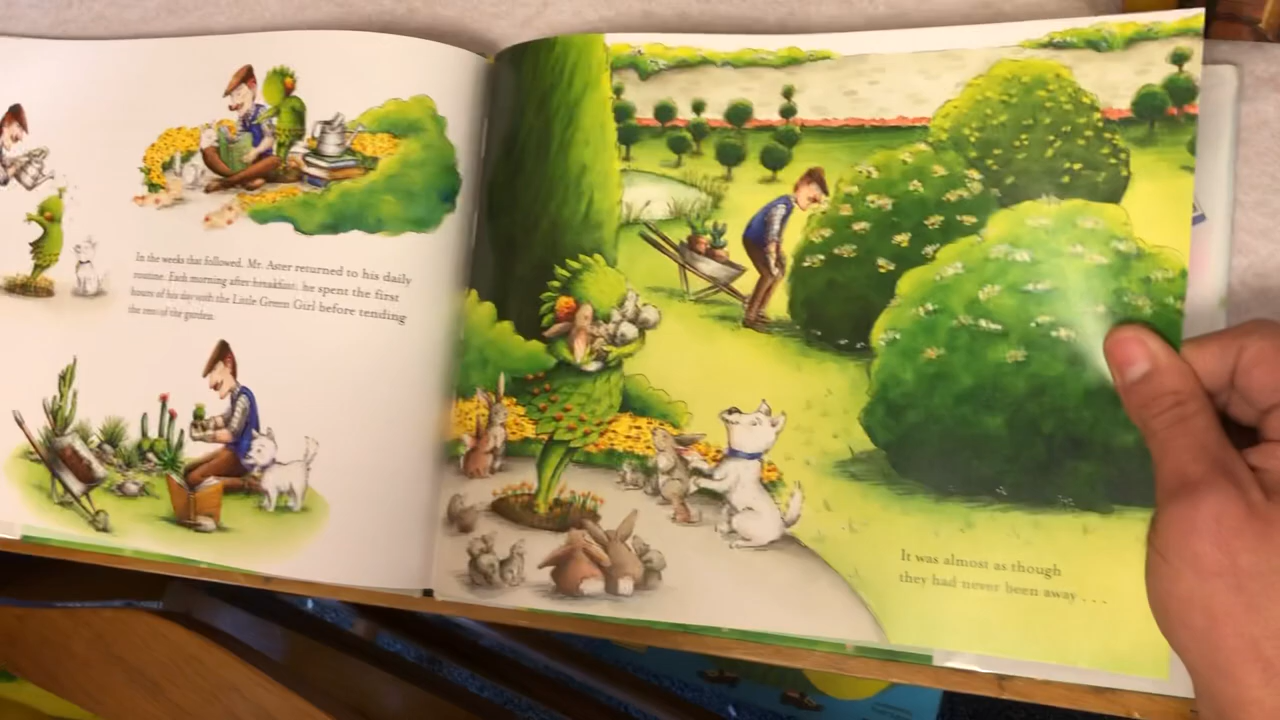 In the weeks that followed, Mr. Aster returned to his daily
routine. Each morning after breakfast, he spent the first
hours of his day with the Little Green Girl before tending
the rest of the garden.
It was almost as though
they had never been away . . .